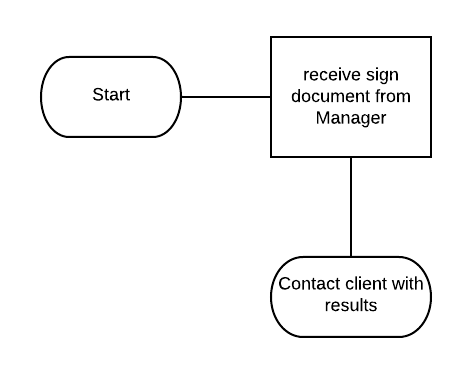 Start
receive sign
document from
Manager
Contact client with
results